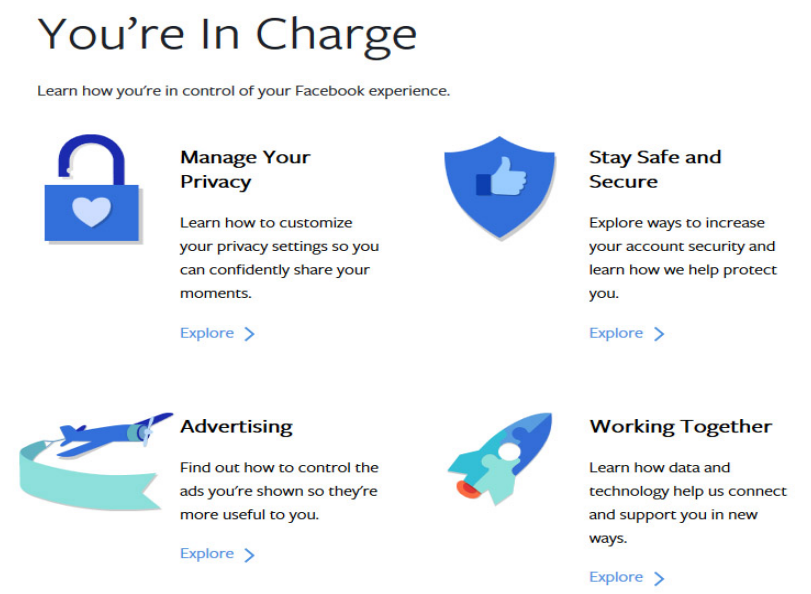 You’re In Charge
Learn how you’re in control of your Facebook experience.
Manage Your
Privacy
Learn how to customize
your privacy settings so you
can confidently share your
moments.
Explore
Stay Safe and
Secure
Explore ways to increase
your account security and
learn how we help protect
you.
Explore
Advertising
Find out how to control the
ads you’re shown so they’re
more useful to you.
Explore
Working Together
Learn how data and
technology help us connect
and support you in new
ways.
Explore